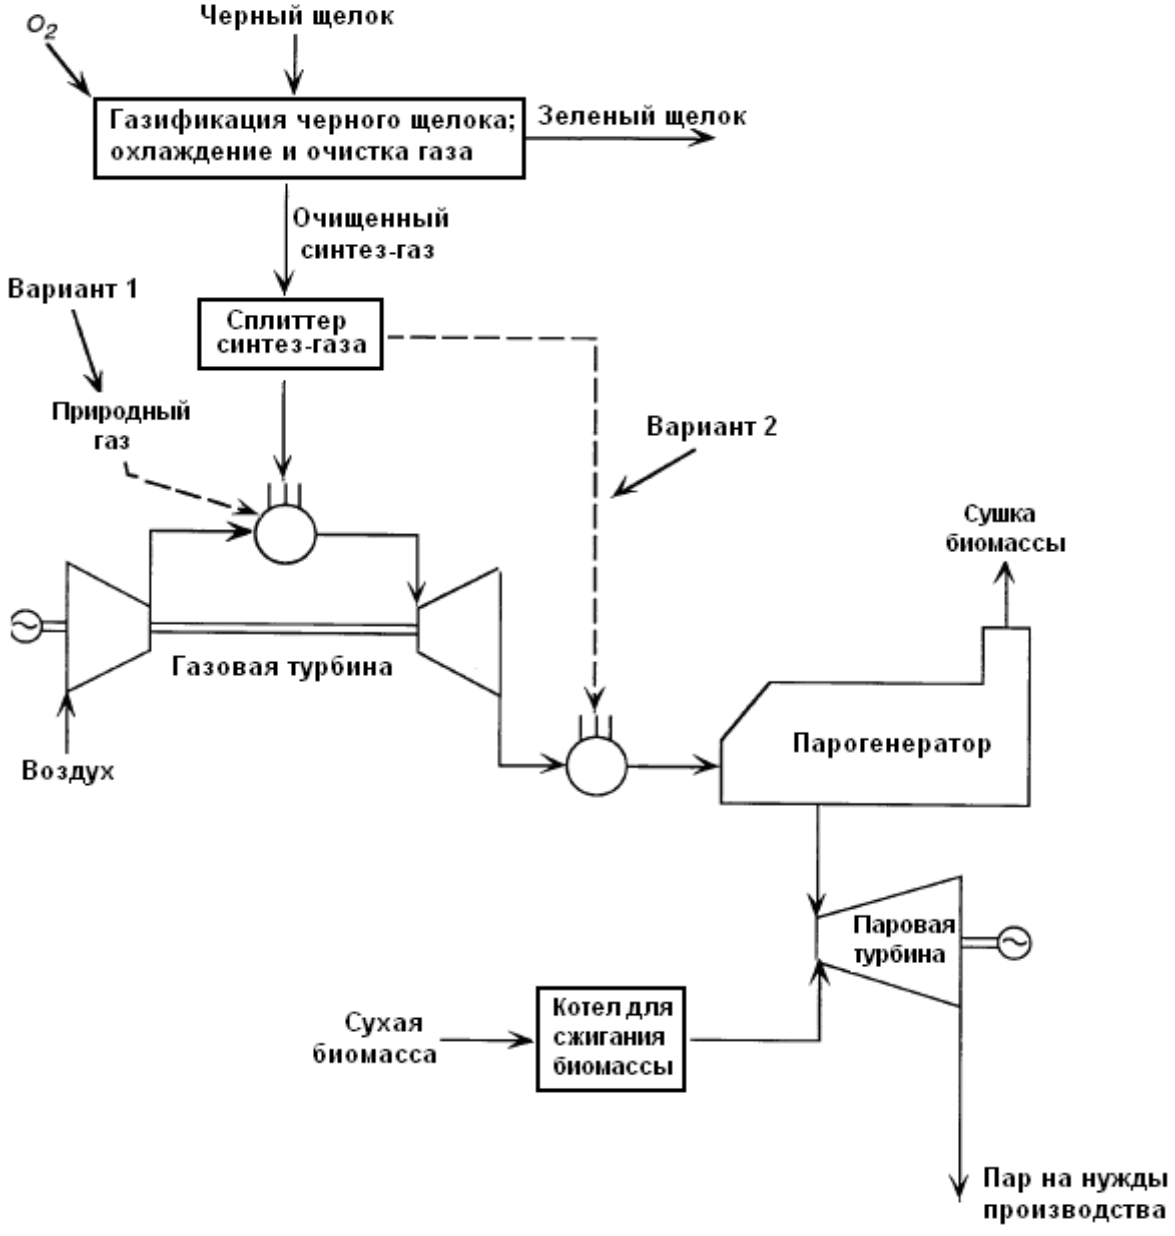 O2
Черный щелок
Газификация черного щелока;
охлаждение и очистка газа
Зеленый щелок
Очищенный
синтез-газ
Вариант 1
Сплиттер
синтез-газа
Природный
газ
Вариант 2
Сушка
биомассы
Газовая турбина
Воздух
Парогенератор
Паровая
турбина
Котел для
сжигания
биомассы
Сухая
биомасса
Пар на нужды
производства